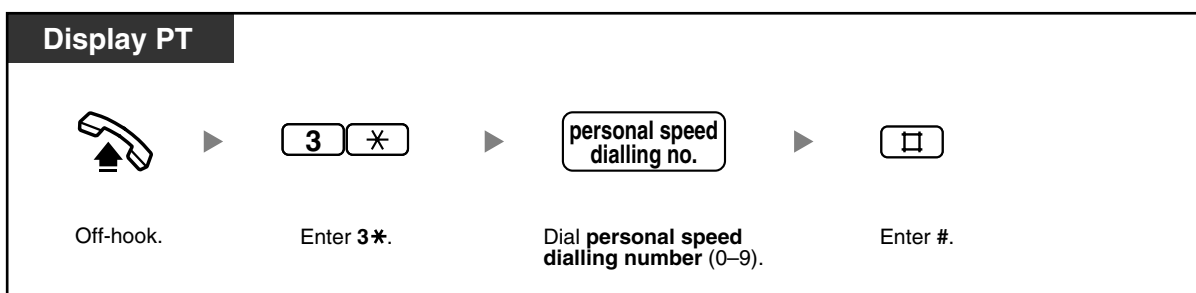 Display PT
3 ✳
personal speed
dialling no.
⌗
Off-hook.
Enter 3✳.
Dial personal speed
dialling number (0–9).
Enter #.